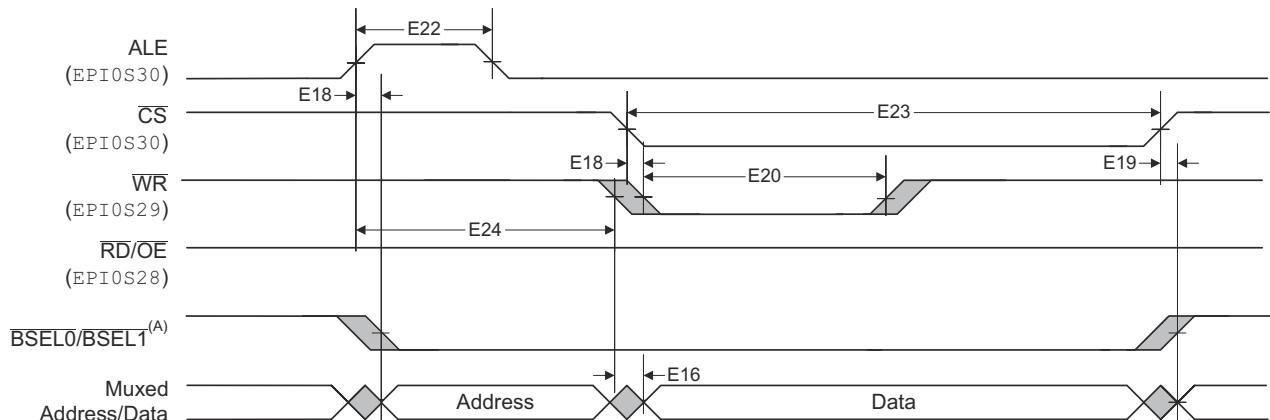 E22
ALE
(EPI0S30)
E18
CS
(EPI0S30)
E23
E18
E19
WR
(EPI0S29)
E20
E24
RD/OE
(EPI0S28)
BSEL0/BSEL1(A)
E16
Muxed
Address/Data
Address
Data